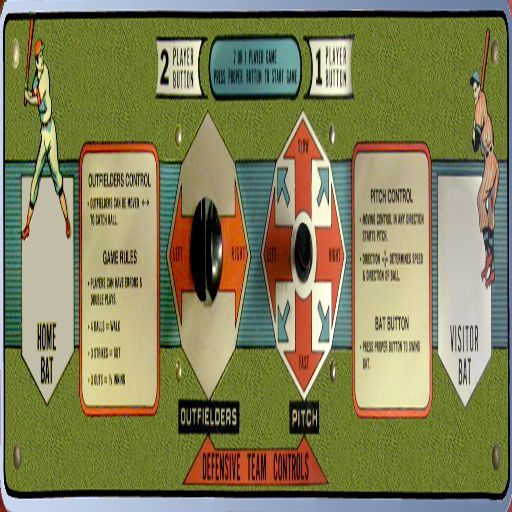 2 PLAYER BUTTON
2 OR 1 PLAYER GAME
PRESS PROPER BUTTON TO START GAME
1 PLAYER BUTTON
OUTFIELDERS CONTROL
• OUTFIELDERS CAN BE MOVED ↔
TO CATCH BALL.
GAME RULES
• PLAYERS CAN HAVE ERRORS &
DOUBLE PLAYS.
• 4 BALLS = WALK
• 3 STRIKES = OUT
• 3 OUTS = ½ INNING
LEFT
RIGHT
SLOW
LEFT
RIGHT
FAST
PITCH CONTROL
• MOVING CONTROL IN ANY DIRECTION
STARTS PITCH.
• DIRECTION DETERMINES SPEED
& DIRECTION OF BALL.
BAT BUTTON
• PRESS PROPER BUTTON TO SWING
BAT.
HOME
BAT
VISITOR
BAT
OUTFIELDERS
PITCH
DEFENSIVE TEAM CONTROLS